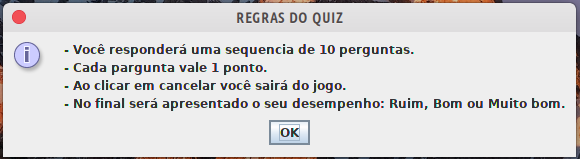 REGRAS DO QUIZ
- Você responderá uma sequencia de 10 perguntas.
- Cada pargunta vale 1 ponto.
- Ao clicar em cancelar você sairá do jogo.
- No final será apresentado o seu desempenho: Ruim, Bom ou Muito bom.
OK